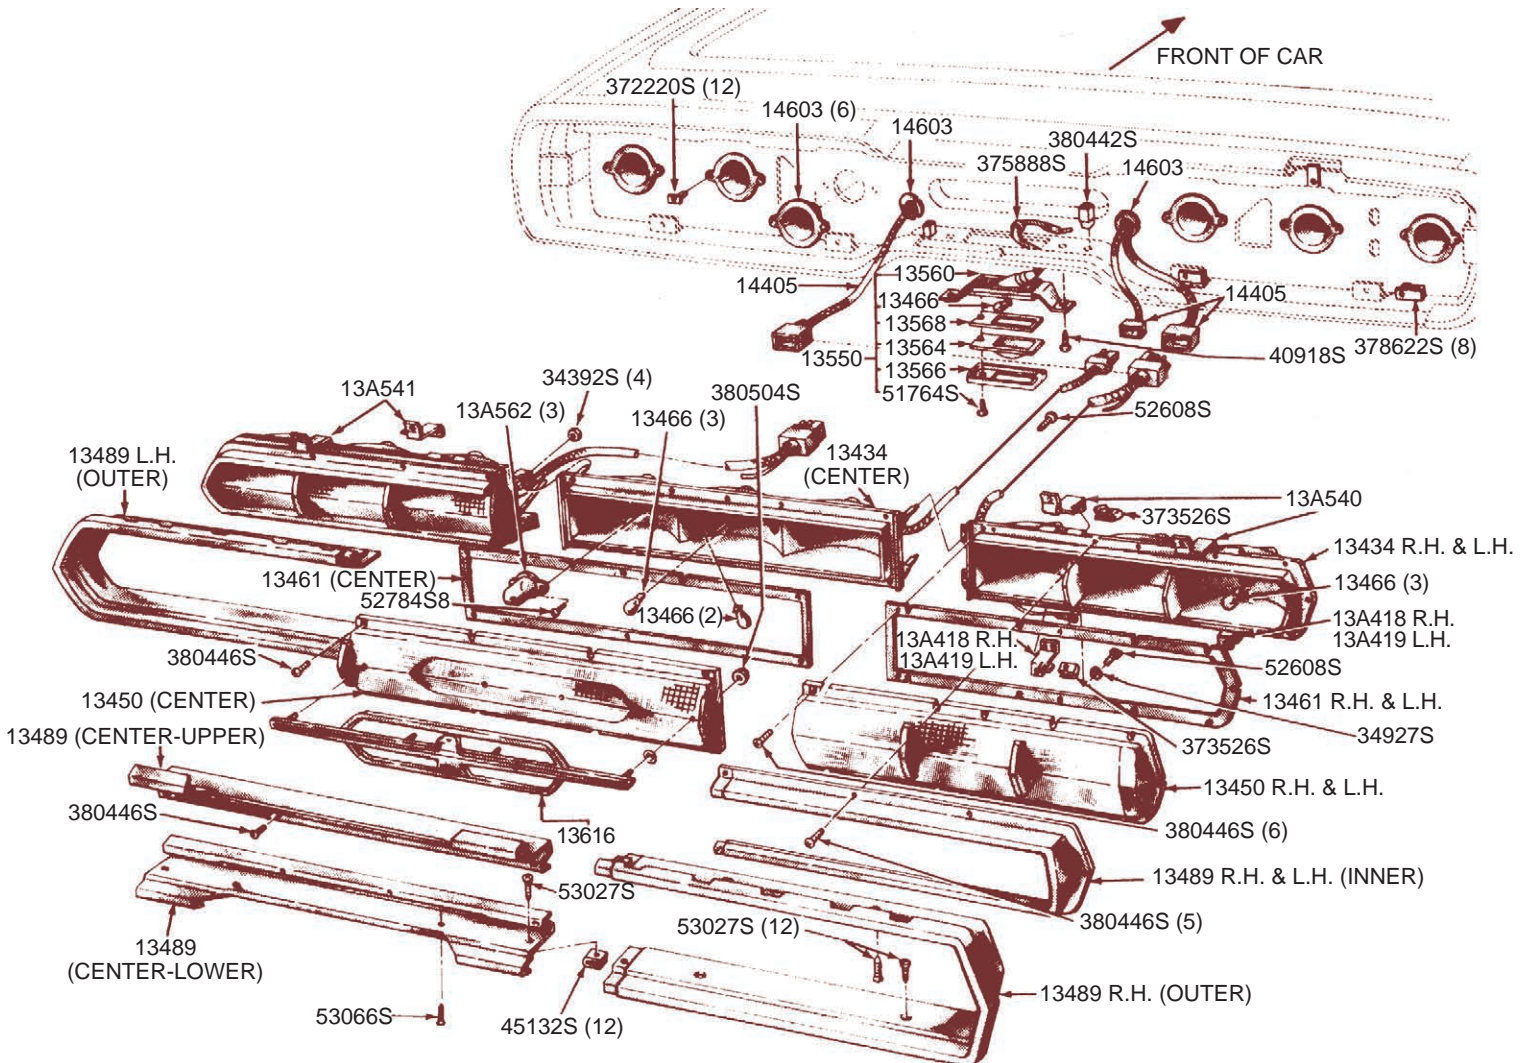 FRONT OF CAR
372220S (12)
14603 (6)
14603
380442S
375888S
14603
13560
14405
13466
14405
13568
13564
13550
40918S
378622S (8)
13566
34392S (4)
13A541
380504S
51764S
13A562 (3)
13466 (3)
52608S
13489 L.H.
(OUTER)
13434
(CENTER)
13A540
373526S
13434 R.H. & L.H.
13461 (CENTER)
13466 (3)
52784S8
13466 (2)
13A418 R.H.
13A419 L.H.
13A418 R.H.
13A419 L.H.
380446S
52608S
13450 (CENTER)
13461 R.H. & L.H.
13489 (CENTER-UPPER)
34927S
373526S
13450 R.H. & L.H.
380446S
13616
380446S (6)
13489 R.H. & L.H. (INNER)
53027S
380446S (5)
53027S (12)
13489
(CENTER-LOWER)
13489 R.H. (OUTER)
53066S
45132S (12)